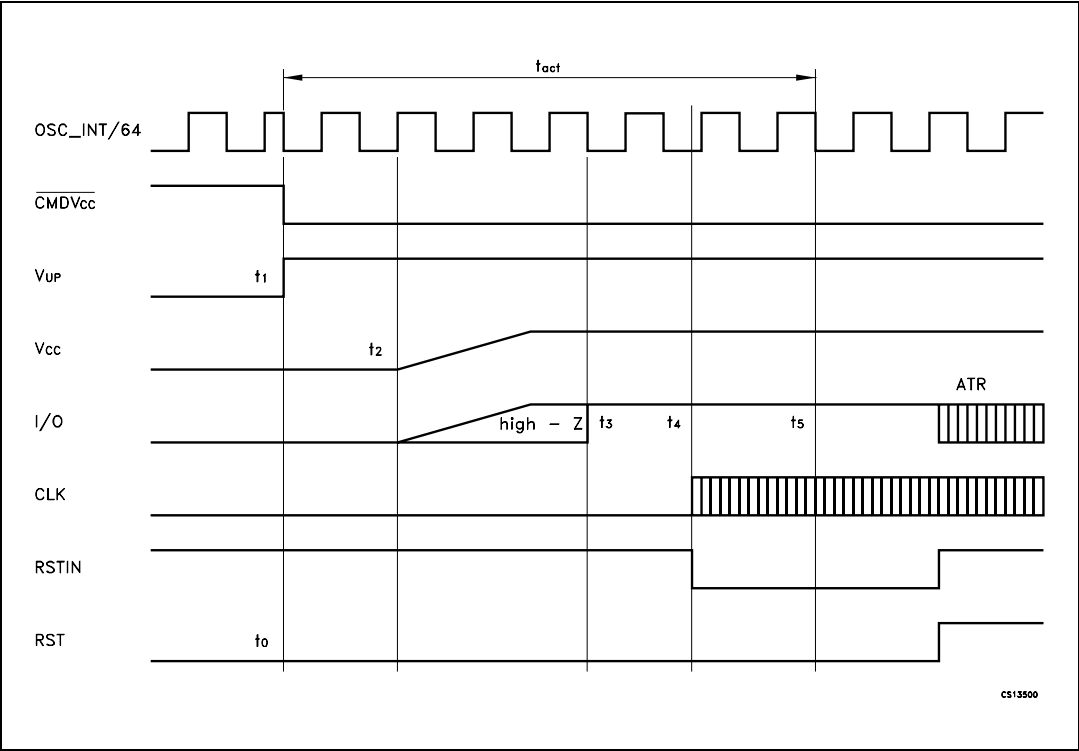 tact
OSC_INT/64
CMDVcc
VUP t1
Vcc t2
ATR
I/O high - Z t3 t4 t5
CLK
RSTIN
RST t0
CS13500